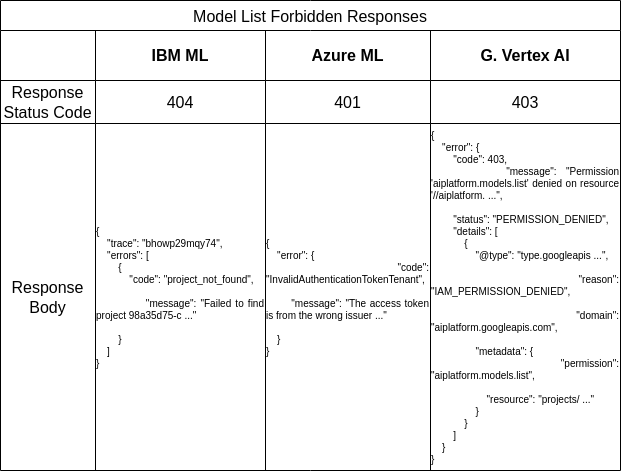 Model List Forbidden Responses
IBM ML
Azure ML
G. Vertex AI
Response
Status Code
404
401
403
Response
Body
{
"trace": "bhowp29mqy74",
"errors": [
{
"code": "project_not_found",
"message": "Failed to find
project 98a35d75-c ..."
}
]
}
{
"error": {
"code":
"InvalidAuthenticationTokenTenant",
"message": "The access token
is from the wrong issuer ..."
}
}
{
"error": {
"code": 403,
"message": "Permission
'aiplatform.models.list' denied on resource
'//aiplatform. ...",
"status": "PERMISSION_DENIED",
"details": [
{
"@type": "type.googleapis ...",
"reason":
"IAM_PERMISSION_DENIED",
"domain":
"aiplatform.googleapis.com",
"metadata": {
"permission":
"aiplatform.models.list",
"resource": "projects/ ..."
}
}
]
}
}